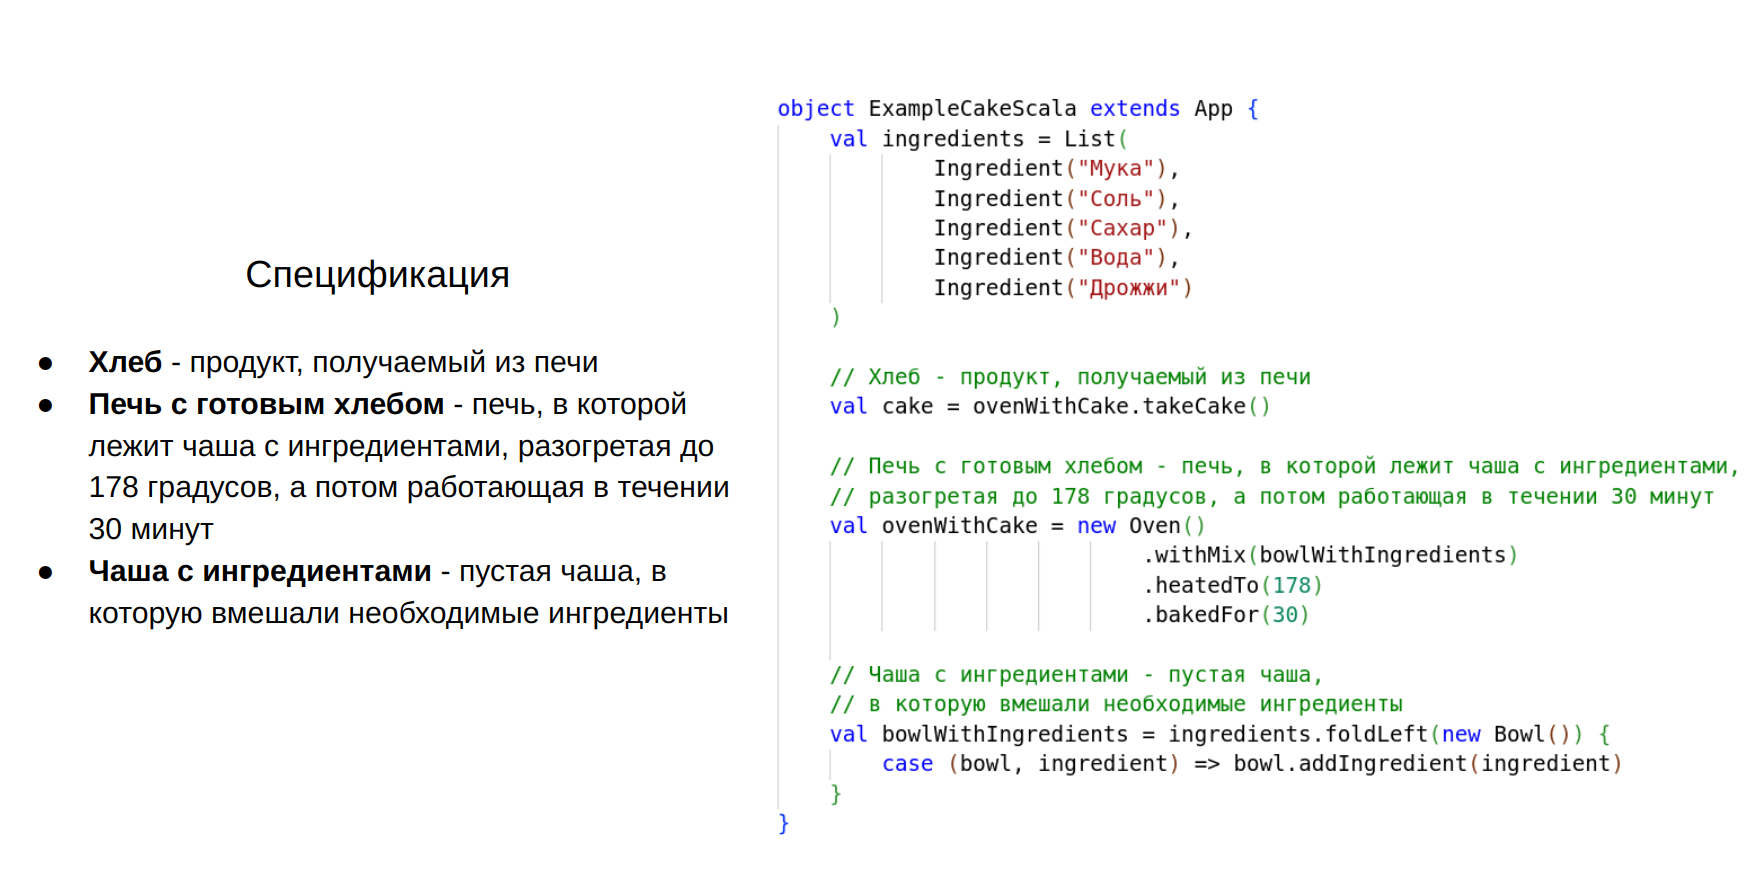 Спецификация
● Хлеб - продукт, получаемый из печи
● Печь с готовым хлебом - печь, в которой
лежит чаша с ингредиентами, разогретая до
178 градусов, а потом работающая в течении
30 минут
● Чаша с ингредиентами - пустая чаша, в
которую вмешали необходимые ингредиенты
object ExampleCakeScala extends App {
    val ingredients = List(
            Ingredient("Мука"),
            Ingredient("Соль"),
            Ingredient("Сахар"),
            Ingredient("Вода"),
            Ingredient("Дрожжи")
    )
    // Хлеб - продукт, получаемый из печи
    val cake = ovenWithCake.takeCake()
    // Печь с готовым хлебом - печь, в которой лежит чаша с ингредиентами,
    // разогретая до 178 градусов, а потом работающая в течении 30 минут
    val ovenWithCake = new Oven()
                            .withMix(bowlWithIngredients)
                            .heatedTo(178)
                            .bakedFor(30)
    // Чаша с ингредиентами - пустая чаша,
    // в которую вмешали необходимые ингредиенты
    val bowlWithIngredients = ingredients.foldLeft(new Bowl()) {
        case (bowl, ingredient) => bowl.addIngredient(ingredient)
    }
}